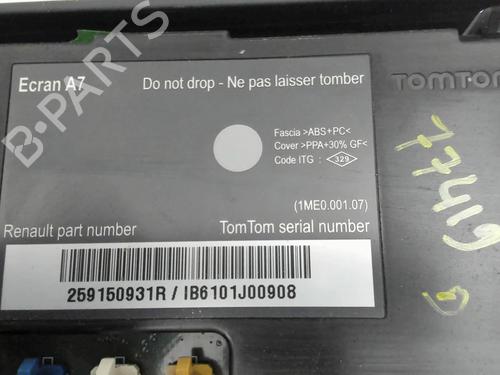 B-PARTS
Ecran A7
Do not drop - Ne pas laisser tomber
TOMTOM
Fascia >ABS+PC<
Cover >PPA+30% GF<
Code ITG : 329
(1ME0.001.07)
Renault part number
TomTom serial number
259150931R / IB6101J00908